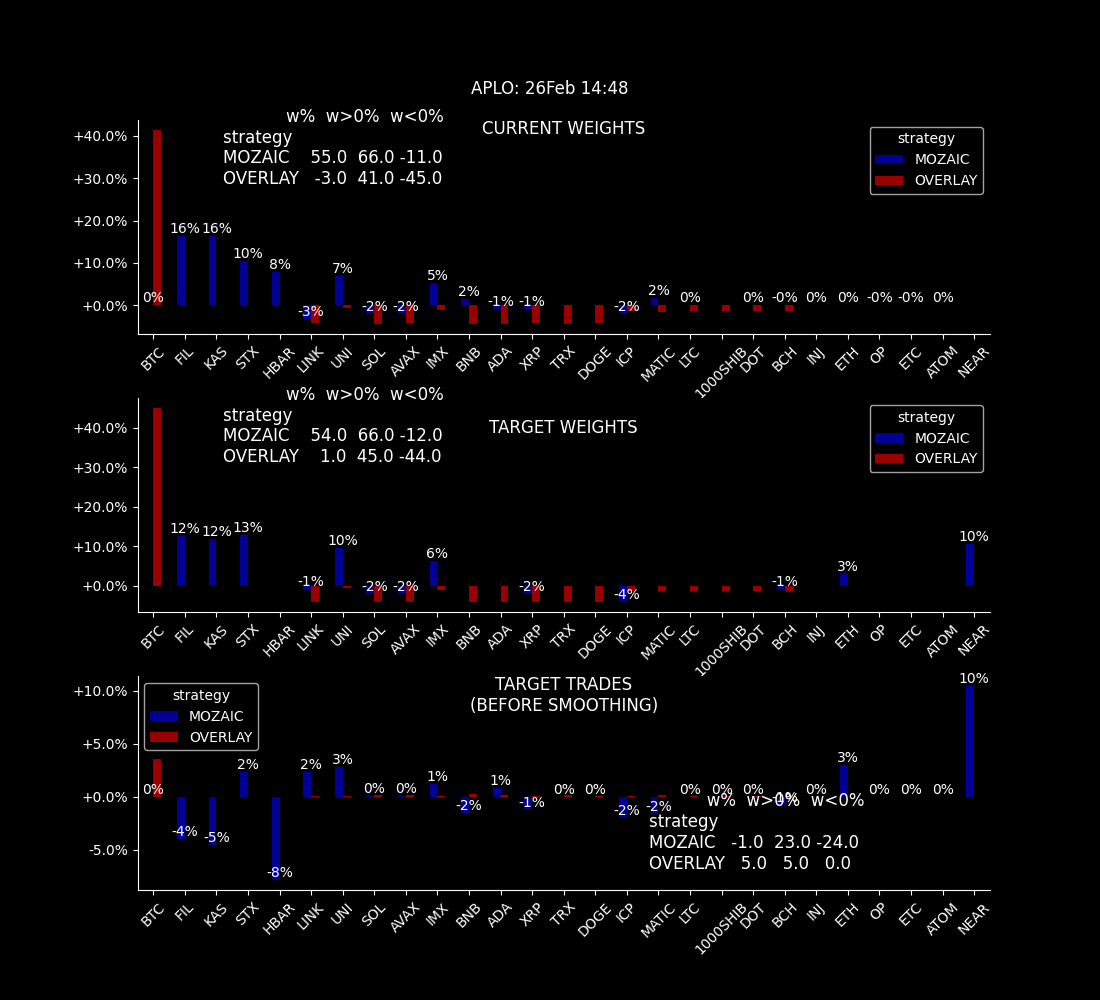 APLO: 26Feb 14:48
w% w>0% w<0%
strategy
MOZAIC 55.0 66.0 -11.0
OVERLAY -3.0 41.0 -45.0
CURRENT WEIGHTS
strategy
MOZAIC
OVERLAY
+40.0%
+30.0%
+20.0%
+10.0%
+0.0%
0% 16% 16% 10% 8% -3% 7% -2% -2% 5% 2% -1% -1% -2% 2% 0% 0% -0% 0% 0% -0% -0% 0%
BTC FIL KAS STX HBAR LINK UNI SOL AVAX IMX BNB ADA XRP TRX DOGE ICP MATIC LTC 1000SHIB DOT BCH INJ ETH OP ETC ATOM NEAR
w% w>0% w<0%
strategy
MOZAIC 54.0 66.0 -12.0
OVERLAY 1.0 45.0 -44.0
TARGET WEIGHTS
strategy
MOZAIC
OVERLAY
+40.0%
+30.0%
+20.0%
+10.0%
+0.0%
12% 12% 13% -1% 10% -2% -2% 6% -2% -4% -1% 3% 10%
BTC FIL KAS STX HBAR LINK UNI SOL AVAX IMX BNB ADA XRP TRX DOGE ICP MATIC LTC 1000SHIB DOT BCH INJ ETH OP ETC ATOM NEAR
TARGET TRADES
(BEFORE SMOOTHING)
strategy
MOZAIC
OVERLAY
+10.0%
+5.0%
+0.0%
-5.0%
0% -4% -5% 2% -8% 2% 3% 0% 0% 1% -2% 1% -1% 0% 0% -2% -2% 0% 0% 0% -1% 0% 3% 0% 0% 0% 10%
w% w>0% w<0%
strategy
MOZAIC -1.0 23.0 -24.0
OVERLAY 5.0 5.0 0.0
BTC FIL KAS STX HBAR LINK UNI SOL AVAX IMX BNB ADA XRP TRX DOGE ICP MATIC LTC 1000SHIB DOT BCH INJ ETH OP ETC ATOM NEAR